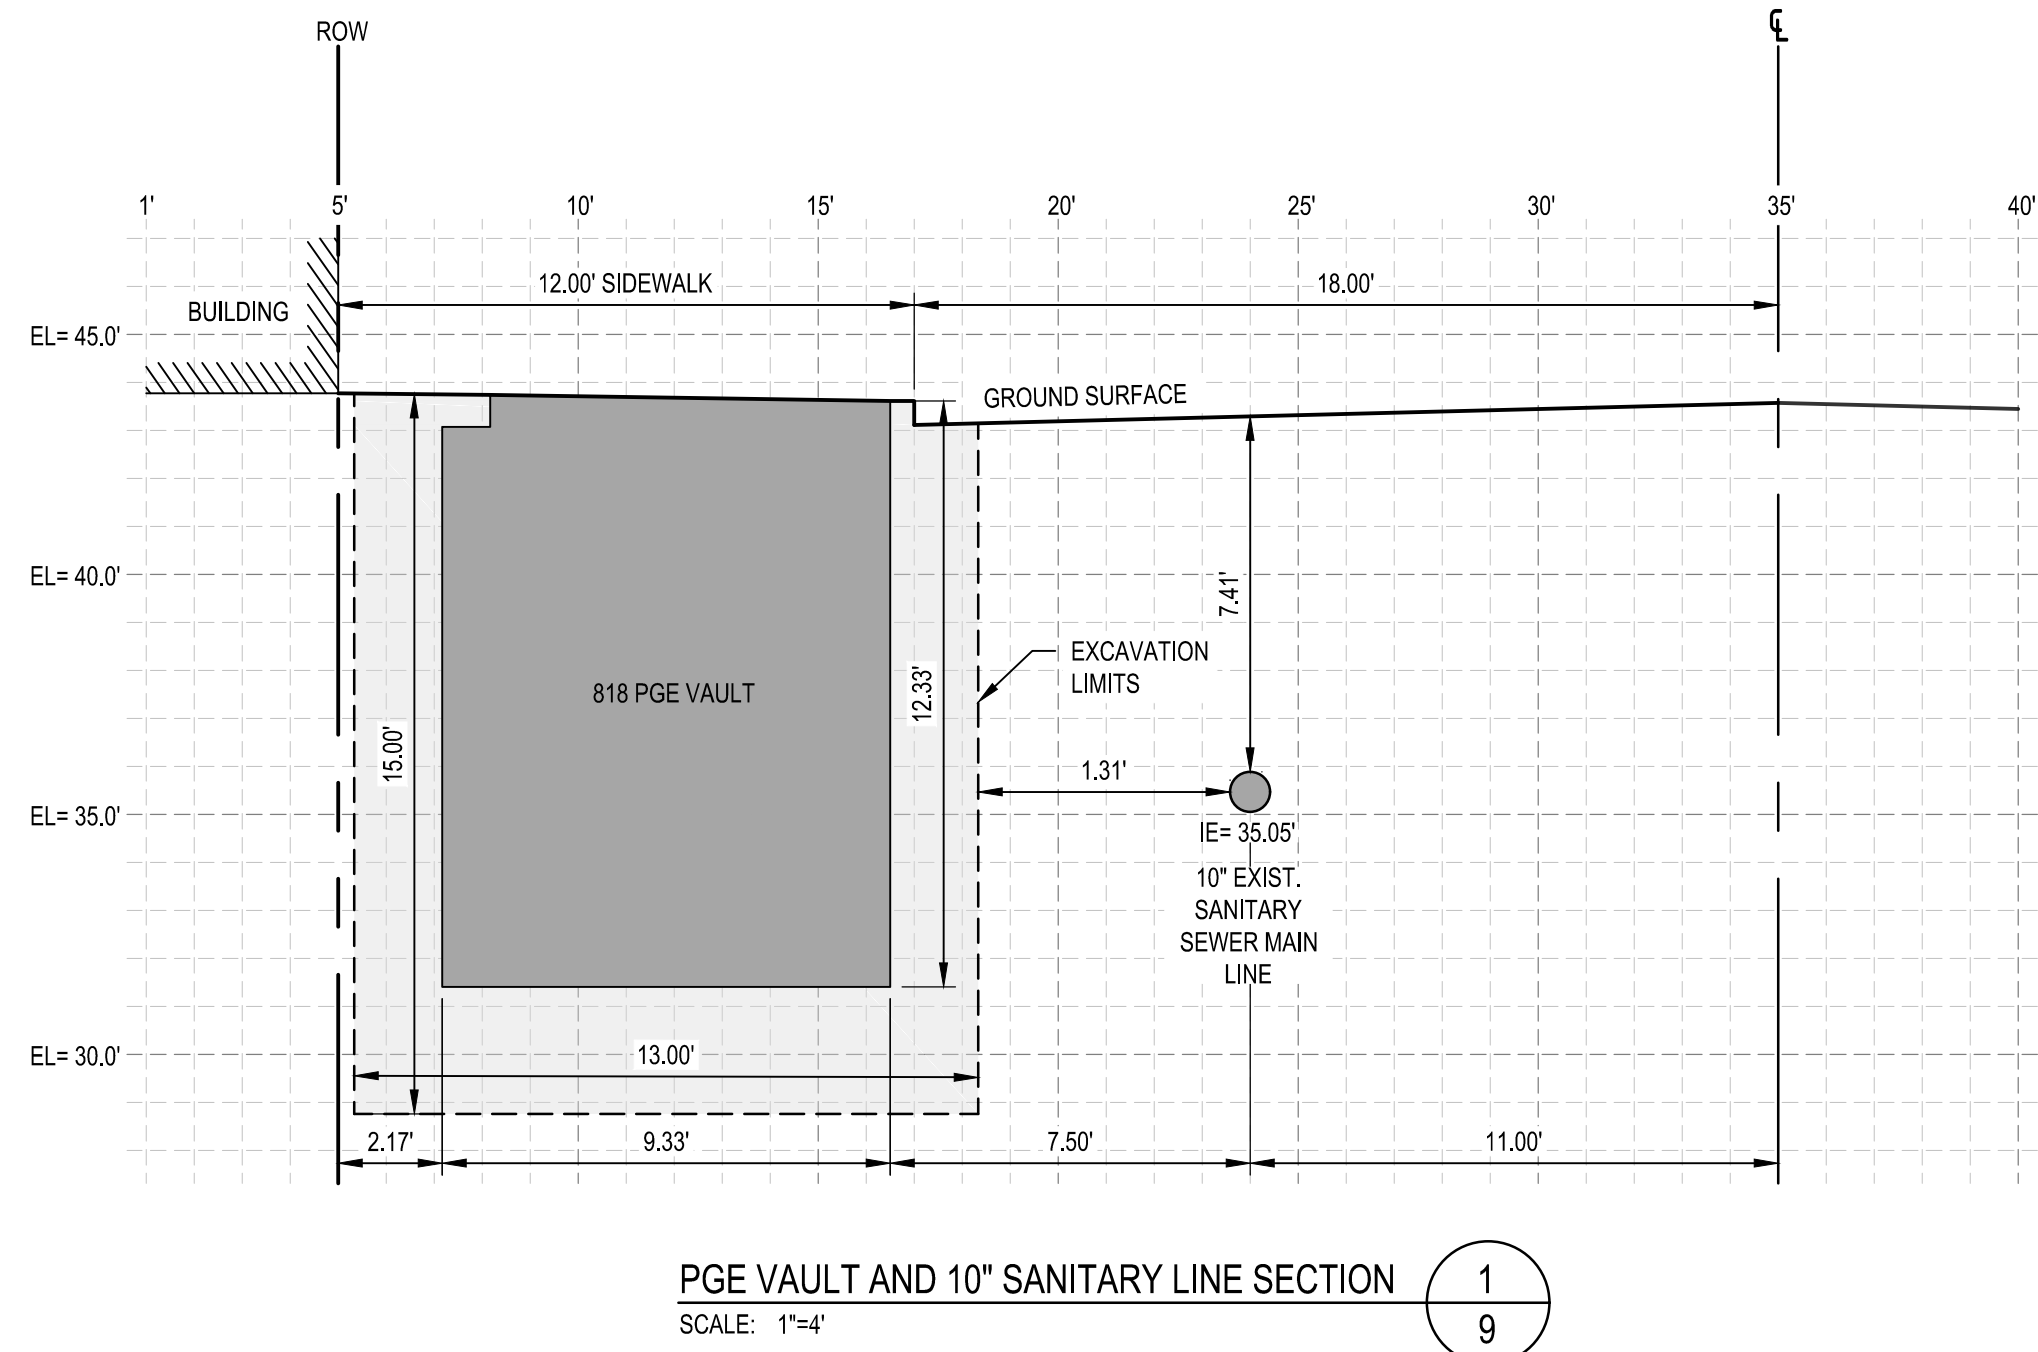 ROW
℄
1' 5' 10' 15' 20' 25' 30' 35' 40'
12.00' SIDEWALK
18.00'
BUILDING
EL= 45.0'
GROUND SURFACE
EL= 40.0'
7.41'
EXCAVATION
LIMITS
818 PGE VAULT
12.33'
15.00'
1.31'
EL= 35.0'
IE= 35.05'
10" EXIST.
SANITARY
SEWER MAIN
LINE
EL= 30.0'
13.00'
2.17'
9.33'
7.50'
11.00'
PGE VAULT AND 10" SANITARY LINE SECTION
SCALE: 1"=4'
1
9